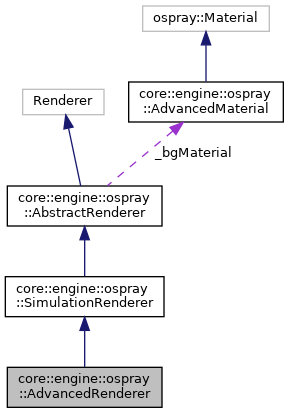 ospray::Material
Renderer
core::engine::ospray
::AdvancedMaterial
_bgMaterial
core::engine::ospray
::AbstractRenderer
core::engine::ospray
::SimulationRenderer
core::engine::ospray
::AdvancedRenderer